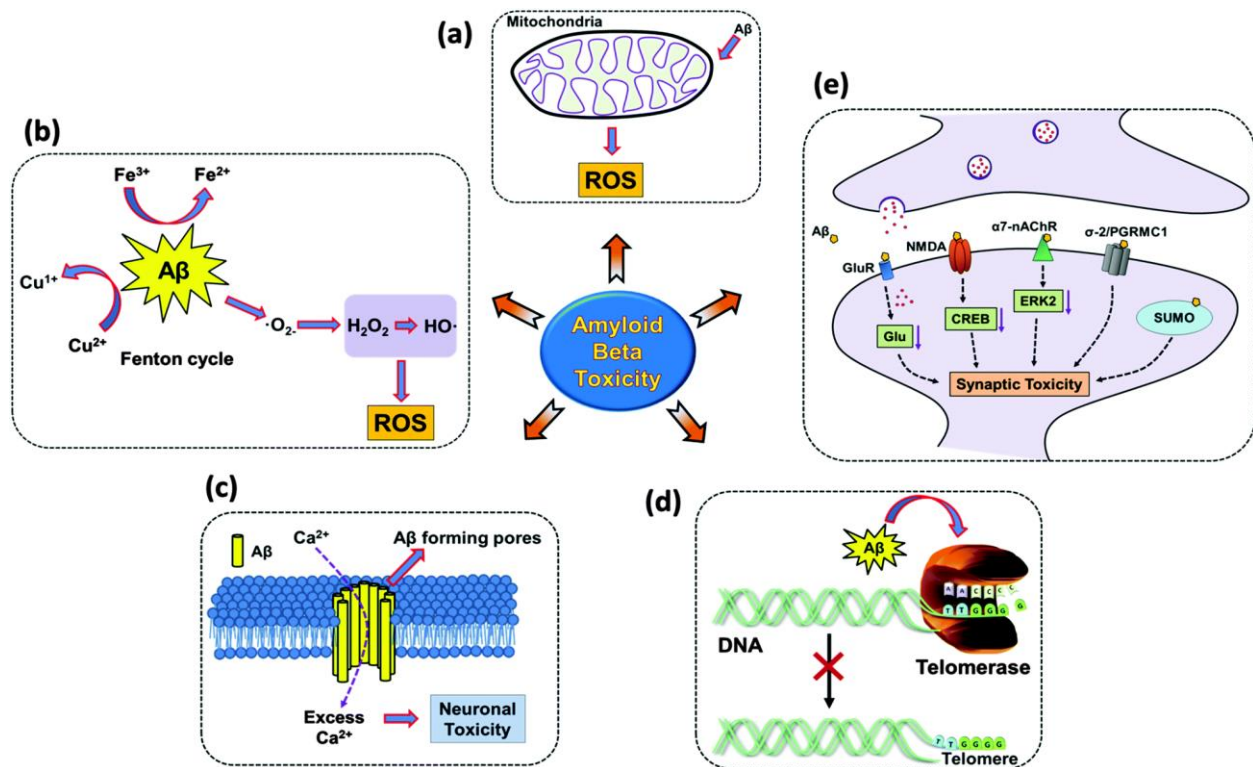 (a)
Mitochondria
Aβ
ROS
(b)
Fe³⁺
Fe²⁺
Aβ
Cu¹⁺
Cu²⁺
Fenton cycle
·O₂-
H₂O₂
HO·
ROS
Amyloid
Beta
Toxicity
(e)
Aβ
GluR
NMDA
α7-nAChR
σ-2/PGRMC1
Glu
CREB
ERK2
SUMO
Synaptic Toxicity
(c)
Aβ
Ca²⁺
Aβ forming pores
Excess
Ca²⁺
Neuronal
Toxicity
(d)
Aβ
A A C C C C
T T G G G G
DNA
Telomerase
T T G G G G
Telomere